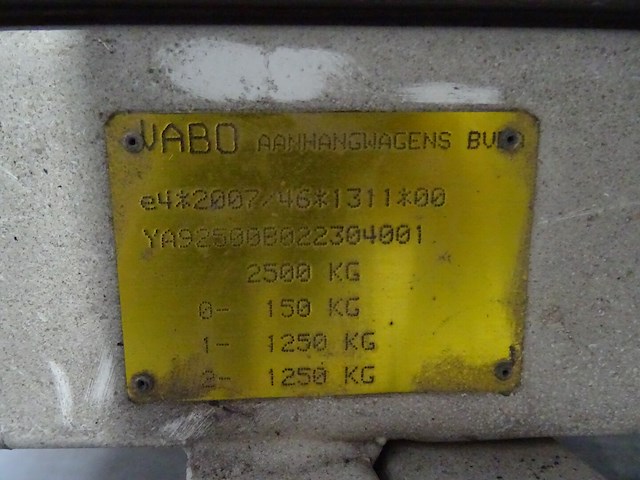 WABO AANHANGWAGENS BV
e4*2007/46*1311*00
YA92500B022304001
2500 KG
0- 150 KG
1- 1250 KG
2- 1250 KG